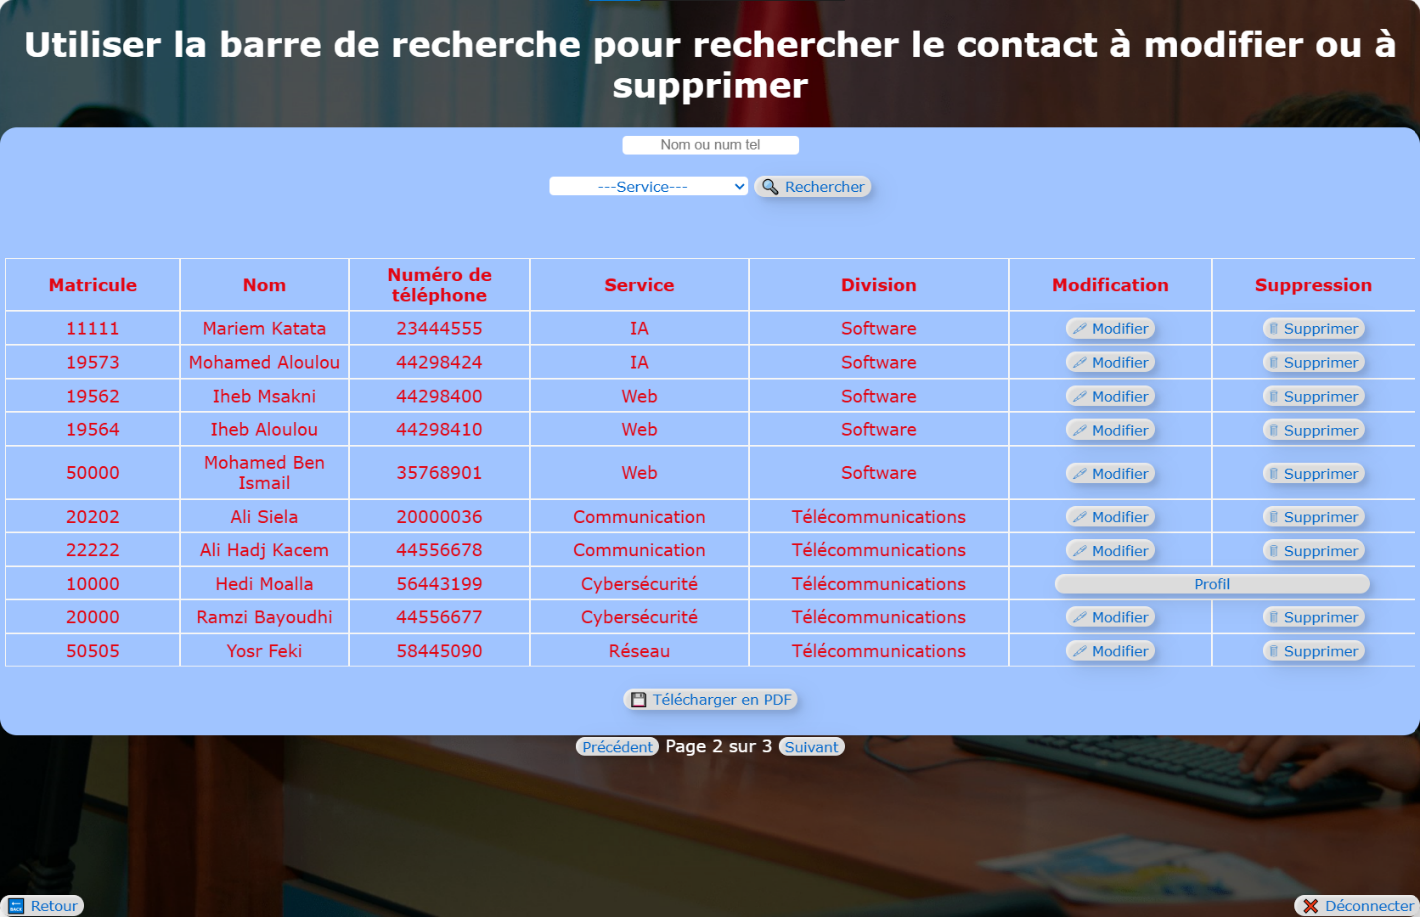 Utiliser la barre de recherche pour rechercher le contact à modifier ou à
supprimer
Nom ou num tel
---Service--- Rechercher
Matricule Nom Numéro de téléphone Service Division Modification Suppression
11111 Mariem Katata 23444555 IA Software Modifier Supprimer
19573 Mohamed Aloulou 44298424 IA Software Modifier Supprimer
19562 Iheb Msakni 44298400 Web Software Modifier Supprimer
19564 Iheb Aloulou 44298410 Web Software Modifier Supprimer
50000 Mohamed Ben Ismail 35768901 Web Software Modifier Supprimer
20202 Ali Siela 20000036 Communication Télécommunications Modifier Supprimer
22222 Ali Hadj Kacem 44556678 Communication Télécommunications Modifier Supprimer
10000 Hedi Moalla 56443199 Cybersécurité Télécommunications Profil
20000 Ramzi Bayoudhi 44556677 Cybersécurité Télécommunications Modifier Supprimer
50505 Yosr Feki 58445090 Réseau Télécommunications Modifier Supprimer
Télécharger en PDF
Précédent Page 2 sur 3 Suivant
BACK Retour Déconnecter